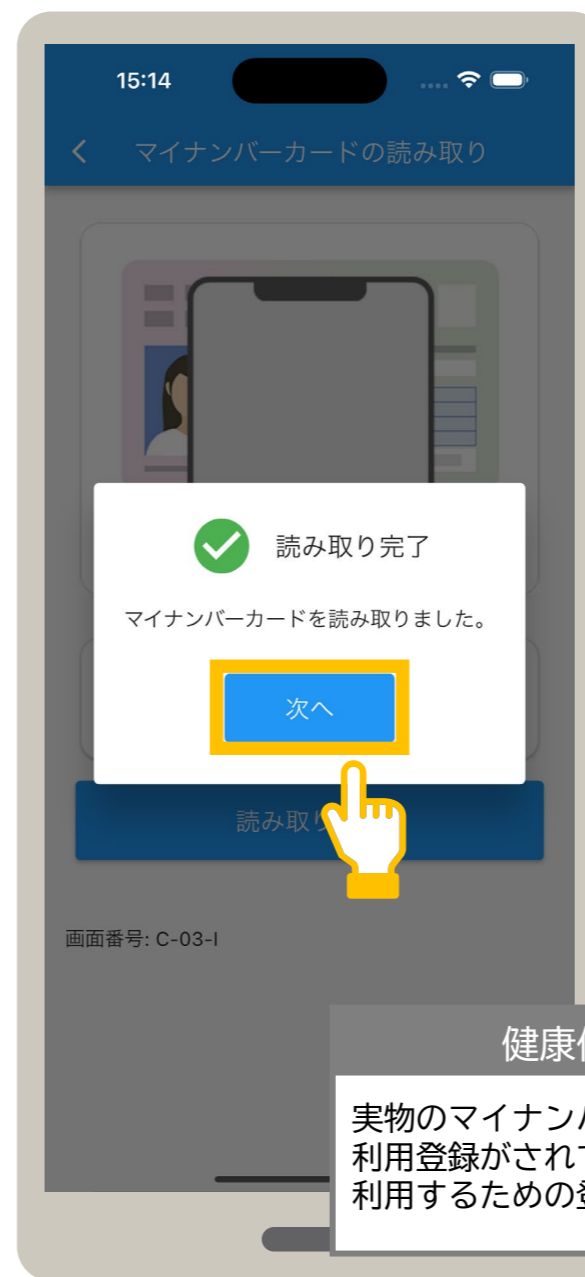 15:14
マイナンバーカードの読み取り
読み取り完了
マイナンバーカードを読み取りました。
次へ
読み取り
画面番号: C-03-I
健康
実物のマイナン
利用登録がされ
利用するための